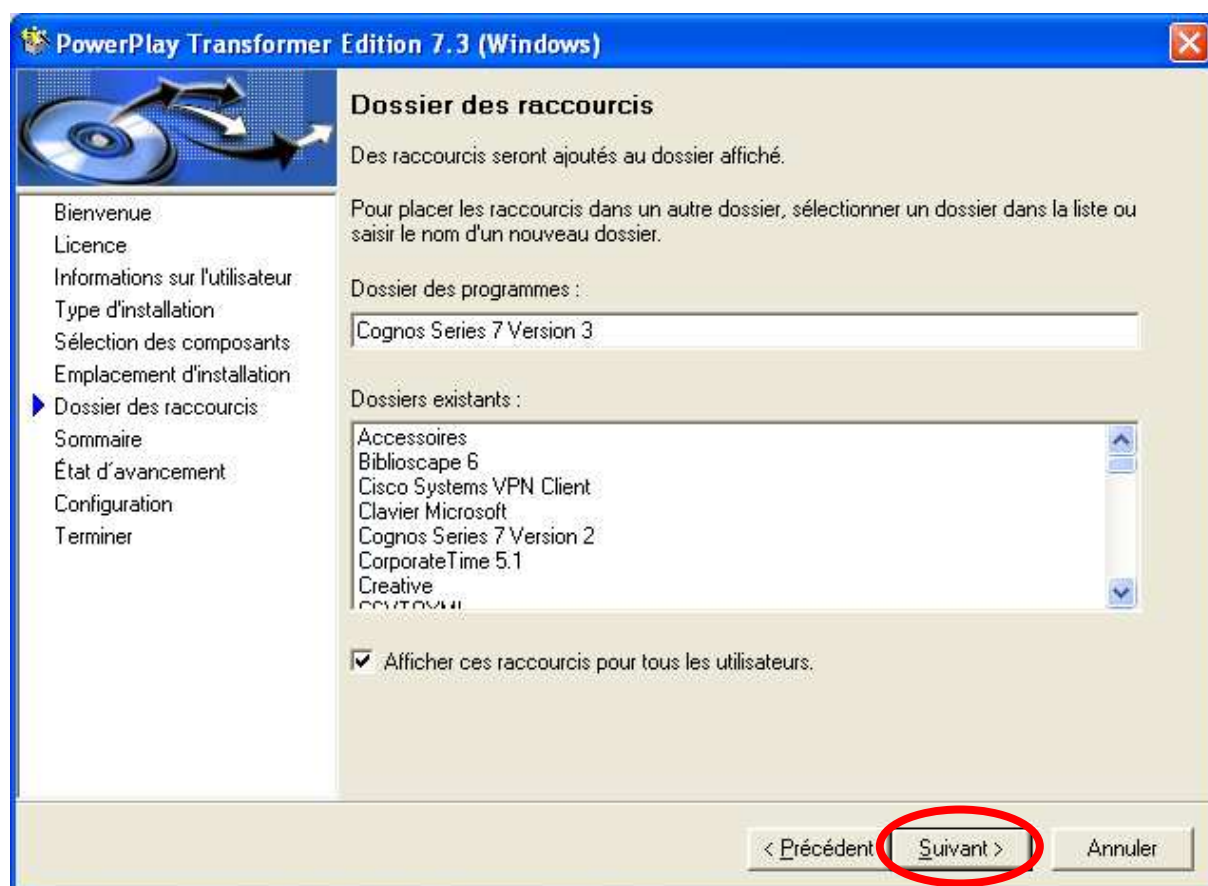 PowerPlay Transformer Edition 7.3 (Windows)
Bienvenue
Licence
Informations sur l'utilisateur
Type d'installation
Sélection des composants
Emplacement d'installation
Dossier des raccourcis
Sommaire
État d´avancement
Configuration
Terminer
Dossier des raccourcis
Des raccourcis seront ajoutés au dossier affiché.
Pour placer les raccourcis dans un autre dossier, sélectionner un dossier dans la liste ou
saisir le nom d'un nouveau dossier.
Dossier des programmes :
Cognos Series 7 Version 3
Dossiers existants :
Accessoires
Biblioscape 6
Cisco Systems VPN Client
Clavier Microsoft
Cognos Series 7 Version 2
CorporateTime 5.1
Creative
Afficher ces raccourcis pour tous les utilisateurs.
< Précédent
Suivant >
Annuler